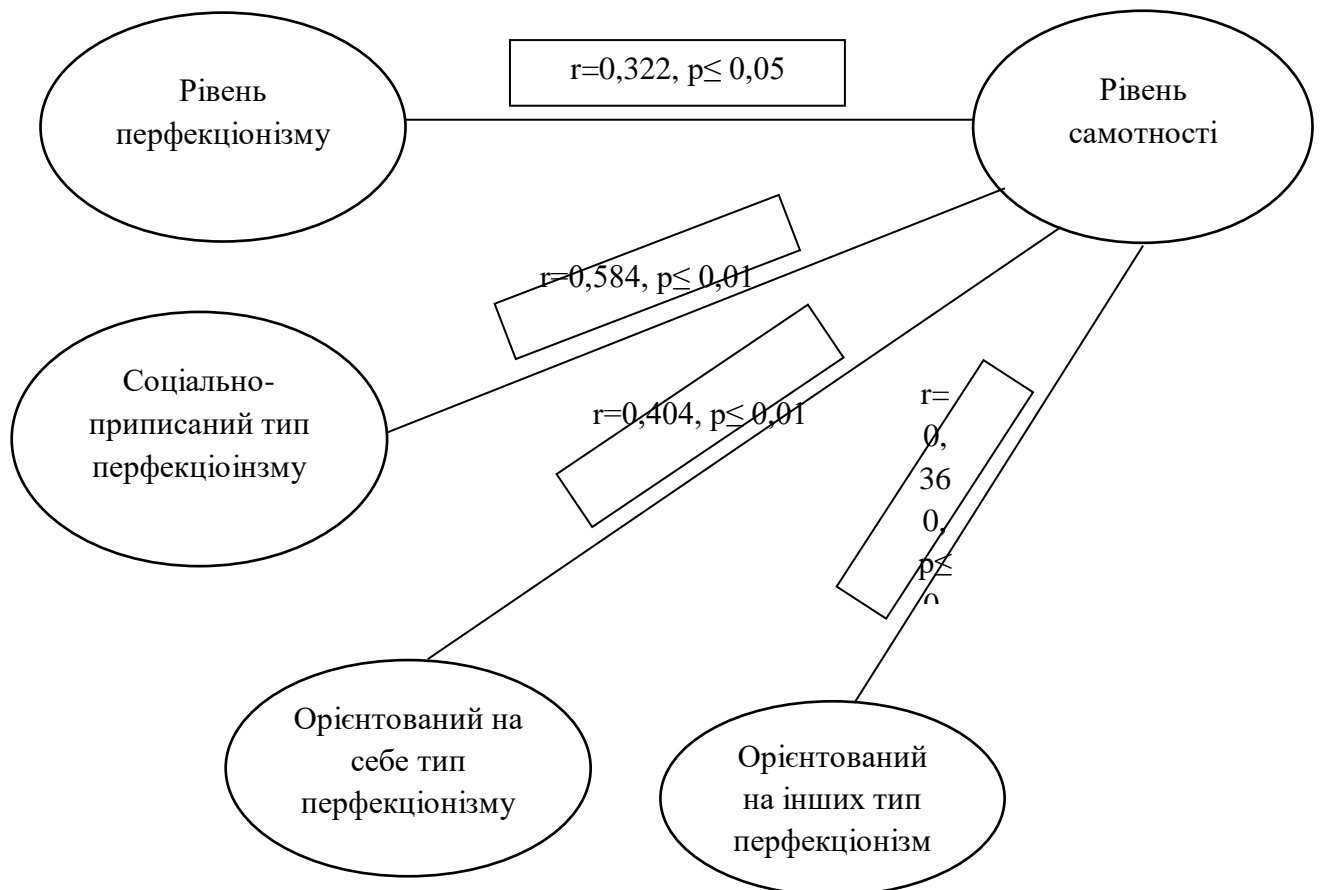 r=0,322, p≤ 0,05
Рівень
перфекціонізму
Рівень
самотності
r=0,584, p≤ 0,01
Соціально-
приписаний тип
перфекціоінзму
r=0,404, p≤ 0,01
r=
0,
36
0,
p≤
Орієнтований на
себе тип
перфекціонізму
Орієнтований
на інших тип
перфекціонізм